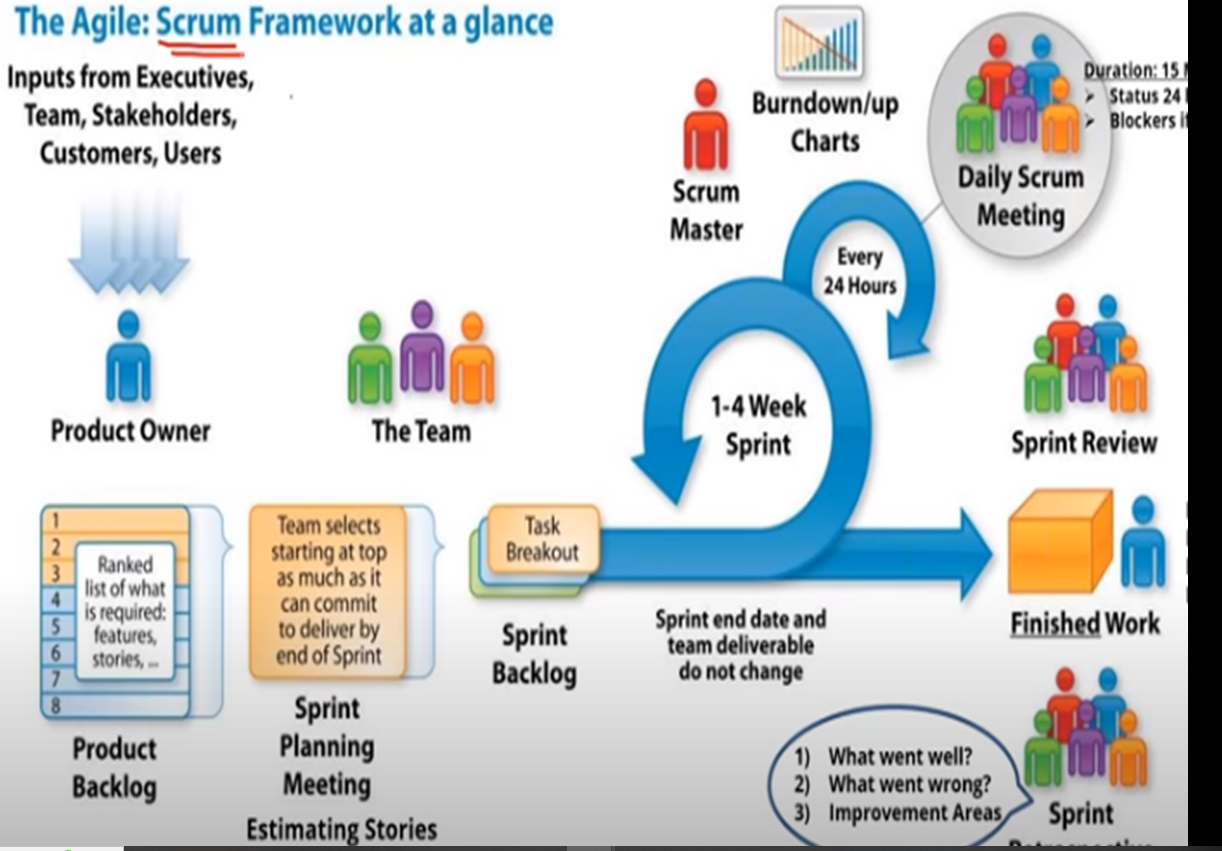 The Agile: Scrum Framework at a glance
Inputs from Executives,
Team, Stakeholders,
Customers, Users
Product Owner
The Team
Scrum
Master
Burndown/up
Charts
Daily Scrum
Meeting
Duration: 15
Status 24
Blockers
Every
24 Hours
1-4 Week
Sprint
Sprint Review
1
2
3
4
5
6
7
8
Ranked
list of what
is required:
features,
stories, ...
Product
Backlog
Team selects
starting at top
as much as it
can commit
to deliver by
end of Sprint
Sprint
Planning
Meeting
Estimating Stories
Task
Breakout
Sprint
Backlog
Sprint end date and
team deliverable
do not change
Finished Work
1) What went well?
2) What went wrong?
3) Improvement Areas
Sprint